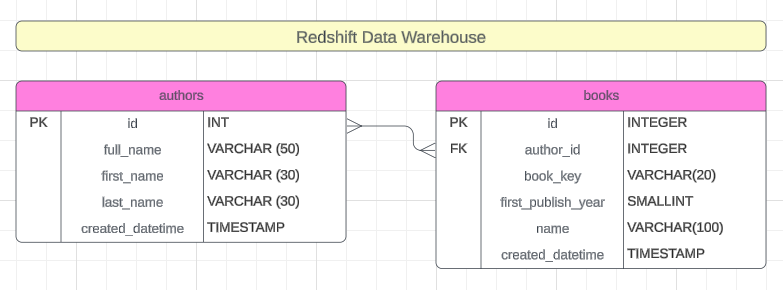 Redshift Data Warehouse
authors
PK id INT
full_name VARCHAR (50)
first_name VARCHAR (30)
last_name VARCHAR (30)
created_datetime TIMESTAMP
books
PK id INTEGER
FK author_id INTEGER
book_key VARCHAR(20)
first_publish_year SMALLINT
name VARCHAR(100)
created_datetime TIMESTAMP